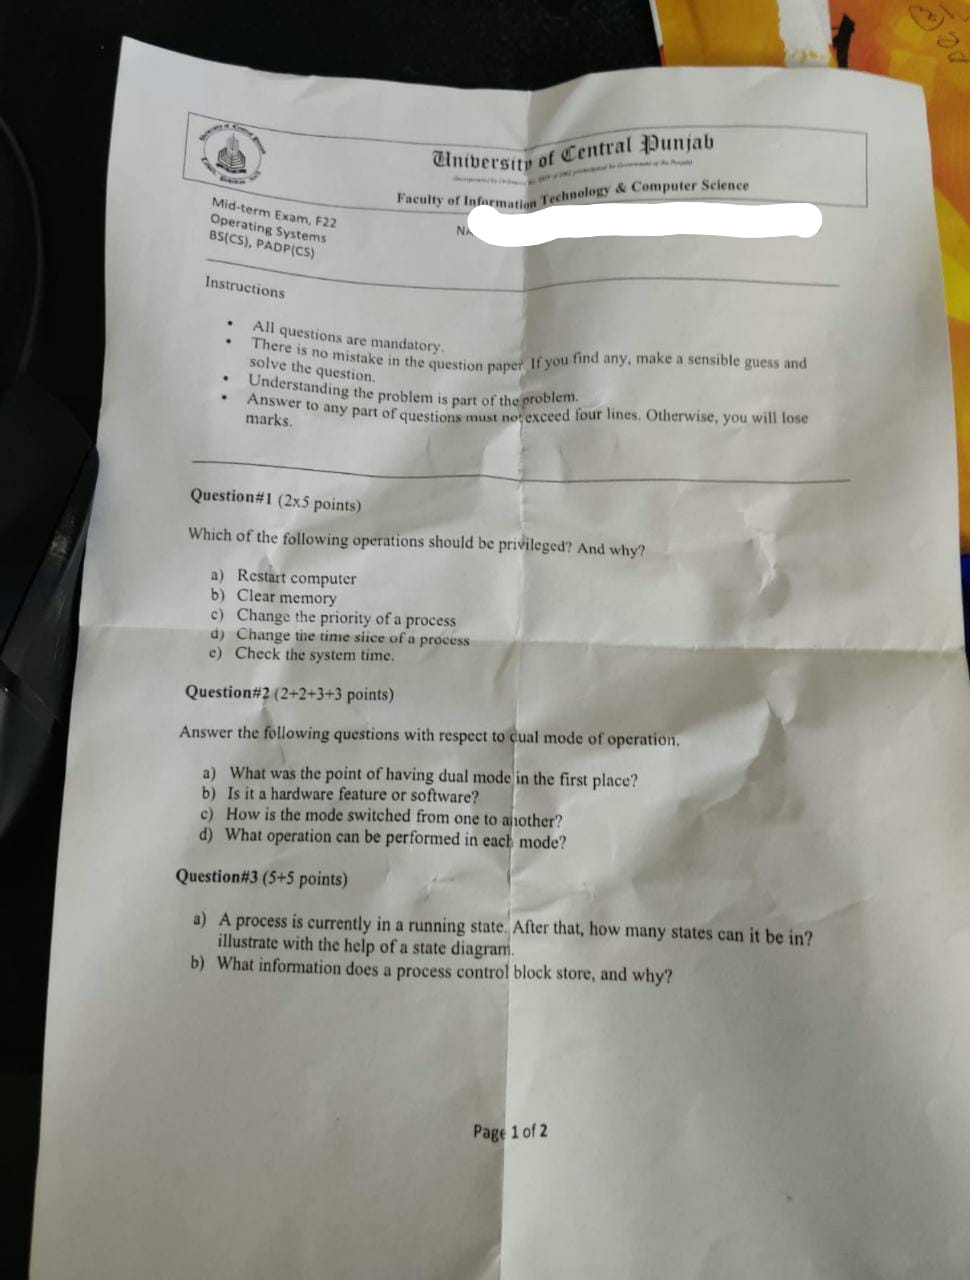 University of Central Punjab
Faculty of Information Technology & Computer Science
Mid-term Exam, F22
Operating Systems
BS(CS), PADP(CS)
NA
Instructions
• All questions are mandatory.
• There is no mistake in the question paper. If you find any, make a sensible guess and
solve the question.
• Understanding the problem is part of the problem.
• Answer to any part of questions must not exceed four lines. Otherwise, you will lose
marks.
Question#1 (2x5 points)
Which of the following operations should be privileged? And why?
a) Restart computer
b) Clear memory
c) Change the priority of a process
d) Change the time slice of a process
e) Check the system time.
Question#2 (2+2+3+3 points)
Answer the following questions with respect to dual mode of operation.
a) What was the point of having dual mode in the first place?
b) Is it a hardware feature or software?
c) How is the mode switched from one to another?
d) What operation can be performed in each mode?
Question#3 (5+5 points)
a) A process is currently in a running state. After that, how many states can it be in?
illustrate with the help of a state diagram.
b) What information does a process control block store, and why?
Page 1 of 2